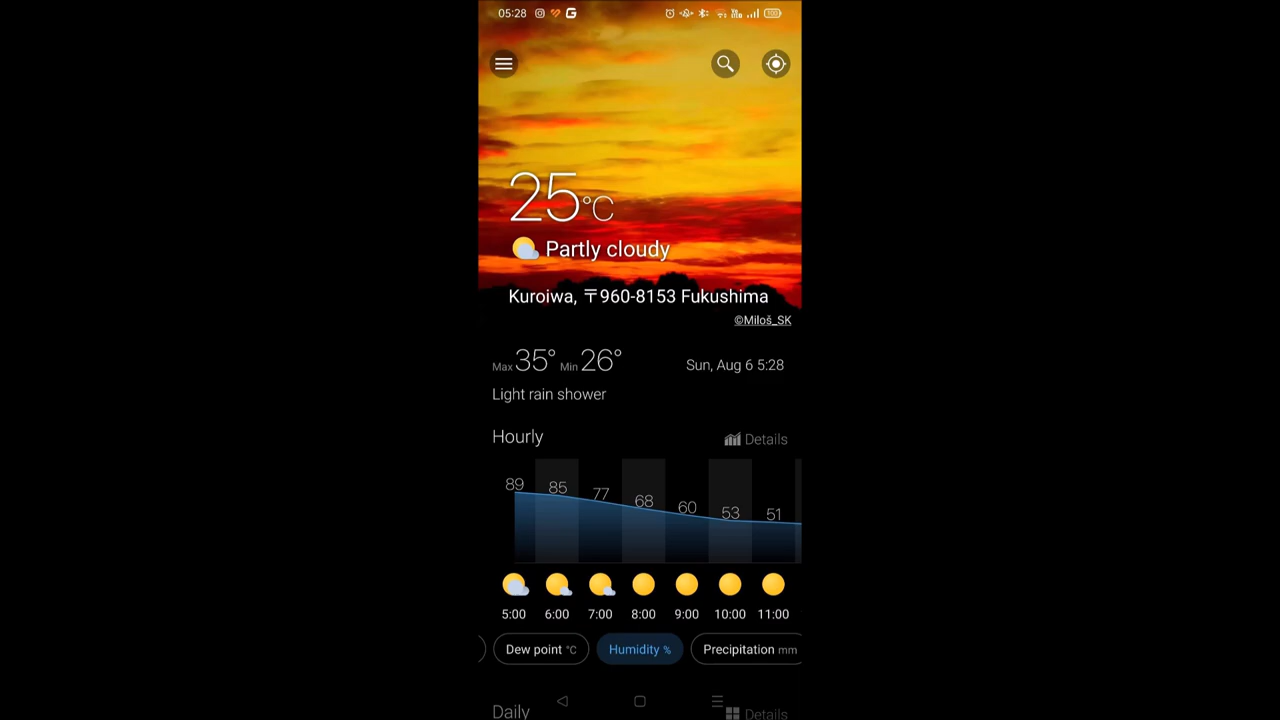 05:28
25°C
Partly cloudy
Kuroiwa, 〒960-8153 Fukushima
©Miloš_SK
Max 35° Min 26° Sun, Aug 6 5:28
Light rain shower
Hourly Details
89 85 77 68 60 53 51
5:00 6:00 7:00 8:00 9:00 10:00 11:00
Dew point °C Humidity % Precipitation mm
Daily Details